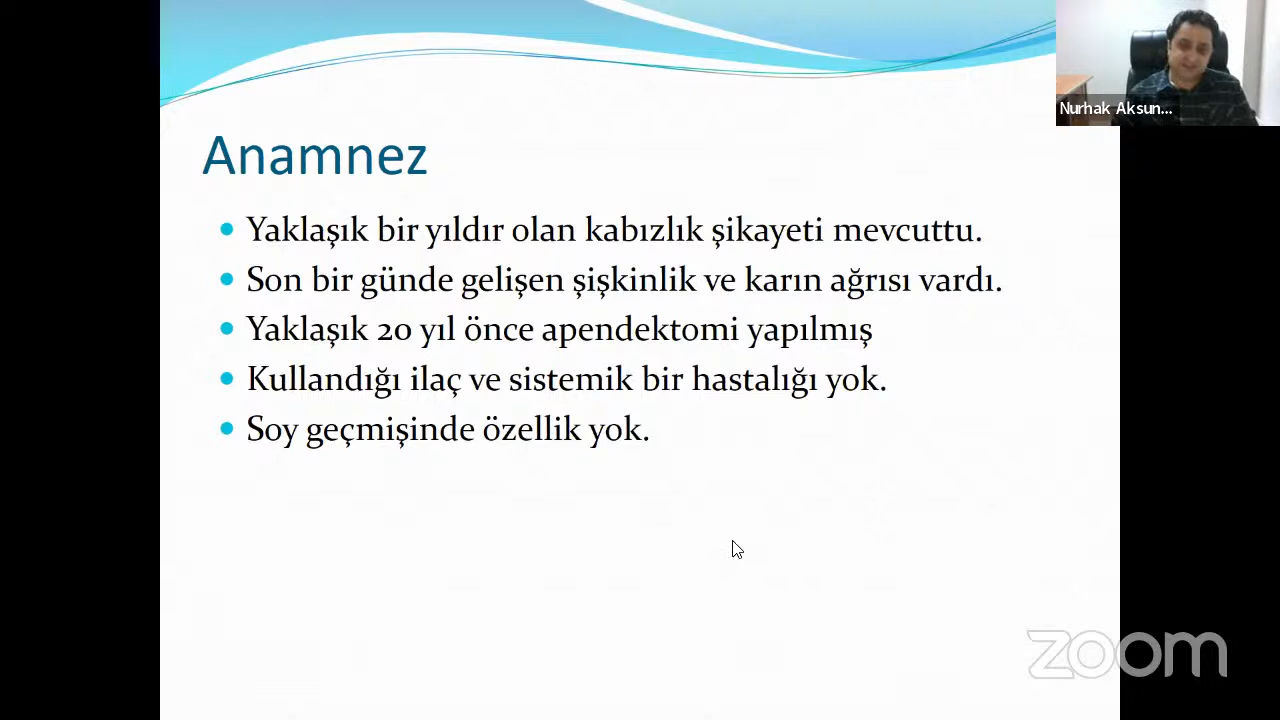 Nurhak Aksun...
Anamnez
Yaklaşık bir yıldır olan kabızlık şikayeti mevcuttu.
Son bir günde gelişen şişkinlik ve karın ağrısı vardı.
Yaklaşık 20 yıl önce apendektomi yapılmış
Kullandığı ilaç ve sistemik bir hastalığı yok.
Soy geçmişinde özellik yok.
zoom